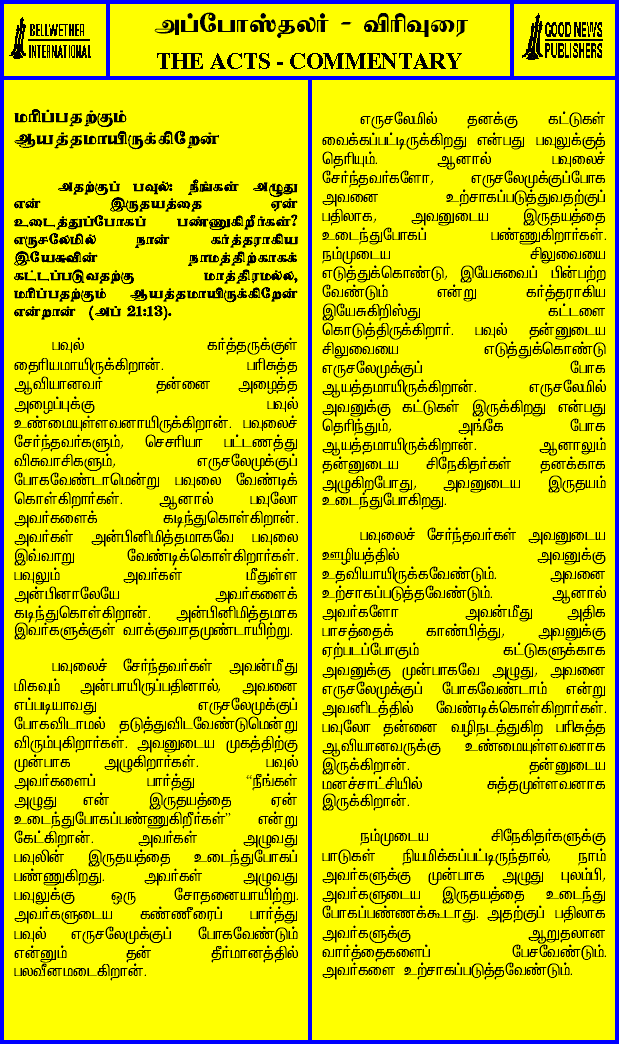 BELLWETHER
INTERNATIONAL
அப்போஸ்தலர் - விரிவுரை
THE ACTS - COMMENTARY
GOOD NEWS
PUBLISHERS
மரிப்பதற்கும்
ஆயத்தமாயிருக்கிறேன்
அதற்குப் பவுல்: நீங்கள் அழுது
என் இருதயத்தை ஏன்
உடைத்துப்போகப் பண்ணுகிறீர்கள்?
எருசலேமில் நான் கர்த்தராகிய
இயேசுவின் நாமத்திற்காகக்
கட்டப்படுவதற்கு மாத்திரமல்ல,
மரிப்பதற்கும் ஆயத்தமாயிருக்கிறேன்
என்றான் (அப் 21:13).
பவுல் கர்த்தருக்குள்
தைரியமாயிருக்கிறான். பரிசுத்த
ஆவியானவர் தன்னை அழைத்த
அழைப்புக்கு பவுல்
உண்மையுள்ளவனாயிருக்கிறான். பவுலைச்
சேர்ந்தவர்களும், செசரியா பட்டணத்து
விசுவாசிகளும், எருசலேமுக்குப்
போகவேண்டாமென்று பவுலை வேண்டிக்
கொள்கிறார்கள். ஆனால் பவுலோ
அவர்களைக் கடிந்துகொள்கிறான்.
அவர்கள் அன்பினிமித்தமாகவே பவுலை
இவ்வாறு வேண்டிக்கொள்கிறார்கள்.
பவுலும் அவர்கள் மீதுள்ள
அன்பினாலேயே அவர்களைக்
கடிந்துகொள்கிறான். அன்பினிமித்தமாக
இவர்களுக்குள் வாக்குவாதமுண்டாயிற்று.
பவுலைச் சேர்ந்தவர்கள் அவன்மீது
மிகவும் அன்பாயிருப்பதினால், அவனை
எப்படியாவது எருசலேமுக்குப்
போகவிடாமல் தடுத்துவிடவேண்டுமென்று
விரும்புகிறார்கள். அவனுடைய முகத்திற்கு
முன்பாக அழுகிறார்கள். பவுல்
அவர்களைப் பார்த்து “நீங்கள்
அழுது என் இருதயத்தை ஏன்
உடைந்துபோகப்பண்ணுகிறீர்கள்” என்று
கேட்கிறான். அவர்கள் அழுவது
பவுலின் இருதயத்தை உடைந்துபோகப்
பண்ணுகிறது. அவர்கள் அழுவது
பவுலுக்கு ஒரு சோதனையாயிற்று.
அவர்களுடைய கண்ணீரைப் பார்த்து
பவுல் எருசலேமுக்குப் போகவேண்டும்
என்னும் தன் தீர்மானத்தில்
பலவீனமடைகிறான்.
எருசலேமில் தனக்கு கட்டுகள்
வைக்கப்பட்டிருக்கிறது என்பது பவுலுக்குத்
தெரியும். ஆனால் பவுலைச்
சேர்ந்தவர்களோ, எருசலேமுக்குப்போக
அவனை உற்சாகப்படுத்துவதற்குப்
பதிலாக, அவனுடைய இருதயத்தை
உடைந்துபோகப் பண்ணுகிறார்கள்.
நம்முடைய சிலுவையை
எடுத்துக்கொண்டு, இயேசுவைப் பின்பற்ற
வேண்டும் என்று கர்த்தராகிய
இயேசுகிறிஸ்து கட்டளை
கொடுத்திருக்கிறார். பவுல் தன்னுடைய
சிலுவையை எடுத்துக்கொண்டு
எருசலேமுக்குப் போக
ஆயத்தமாயிருக்கிறான். எருசலேமில்
அவனுக்கு கட்டுகள் இருக்கிறது என்பது
தெரிந்தும், அங்கே போக
ஆயத்தமாயிருக்கிறான். ஆனாலும்
தன்னுடைய சிநேகிதர்கள் தனக்காக
அழுகிறபோது, அவனுடைய இருதயம்
உடைந்துபோகிறது.
பவுலைச் சேர்ந்தவர்கள் அவனுடைய
ஊழியத்தில் அவனுக்கு
உதவியாயிருக்கவேண்டும். அவனை
உற்சாகப்படுத்தவேண்டும். ஆனால்
அவர்களோ அவன்மீது அதிக
பாசத்தைக் காண்பித்து, அவனுக்கு
ஏற்படப்போகும் கட்டுகளுக்காக
அவனுக்கு முன்பாகவே அழுது, அவனை
எருசலேமுக்குப் போகவேண்டாம் என்று
அவனிடத்தில் வேண்டிக்கொள்கிறார்கள்.
பவுலோ தன்னை வழிநடத்துகிற பரிசுத்த
ஆவியானவருக்கு உண்மையுள்ளவனாக
இருக்கிறான். தன்னுடைய
மனச்சாட்சியில் சுத்தமுள்ளவனாக
இருக்கிறான்.
நம்முடைய சிநேகிதர்களுக்கு
பாடுகள் நியமிக்கப்பட்டிருந்தால், நாம்
அவர்களுக்கு முன்பாக அழுது புலம்பி,
அவர்களுடைய இருதயத்தை உடைந்து
போகப்பண்ணக்கூடாது. அதற்குப் பதிலாக
அவர்களுக்கு ஆறுதலான
வார்த்தைகளைப் பேசவேண்டும்.
அவர்களை உற்சாகப்படுத்தவேண்டும்.